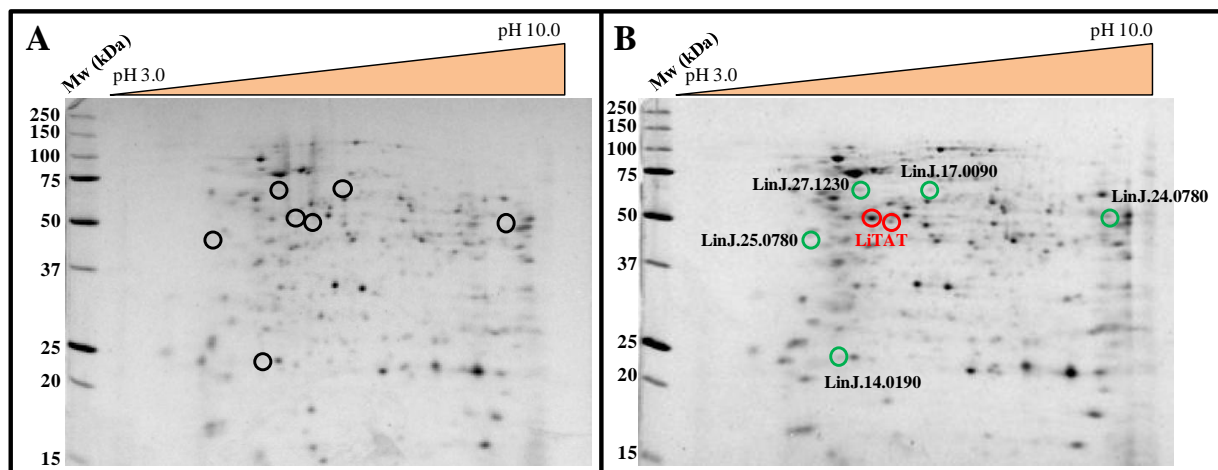 A
Mw (kDa)
pH 3.0
pH 10.0
250
150
100
75
50
37
25
20
15
B
Mw (kDa)
pH 3.0
pH 10.0
250
150
100
75
50
37
25
20
15
LinJ.27.1230
LinJ.17.0090
LinJ.24.0780
LiTAT
LinJ.25.0780
LinJ.14.0190